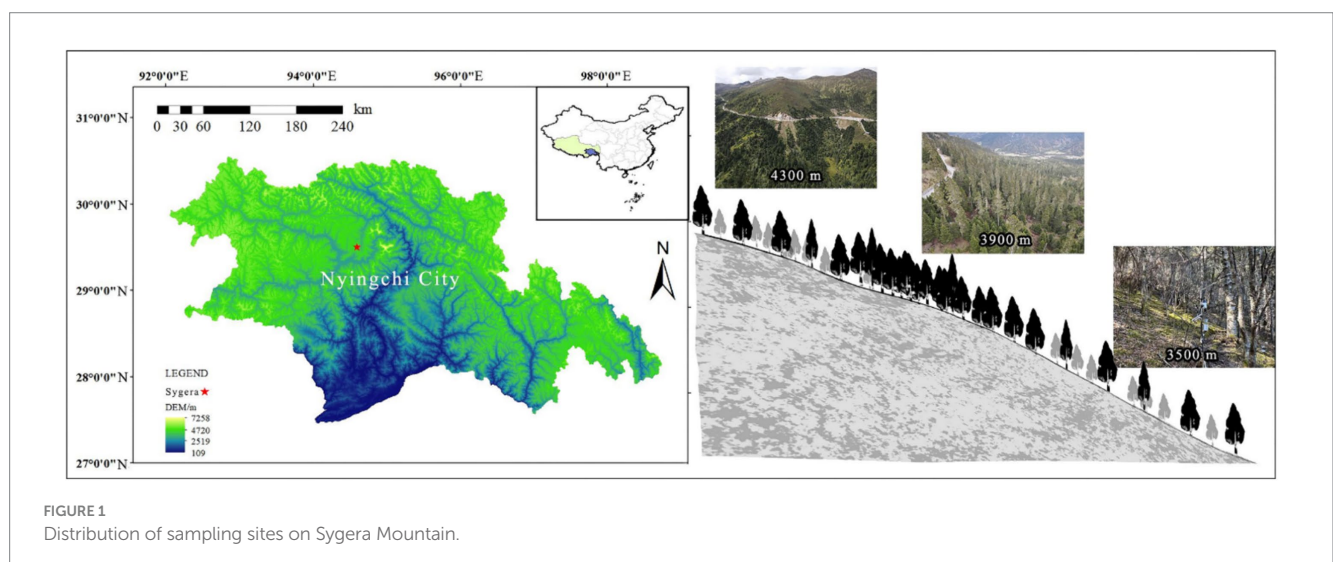 92°0'0"E 94°0'0"E 96°0'0"E 98°0'0"E
31°0'0"N
30°0'0"N
29°0'0"N
28°0'0"N
27°0'0"N
km
0 30 60 120 180 240
N
Nyingchi City
LEGEND
Sygera
DEM/m
7258
4720
2519
109
4300 m
3900 m
3500 m
FIGURE 1
Distribution of sampling sites on Sygera Mountain.